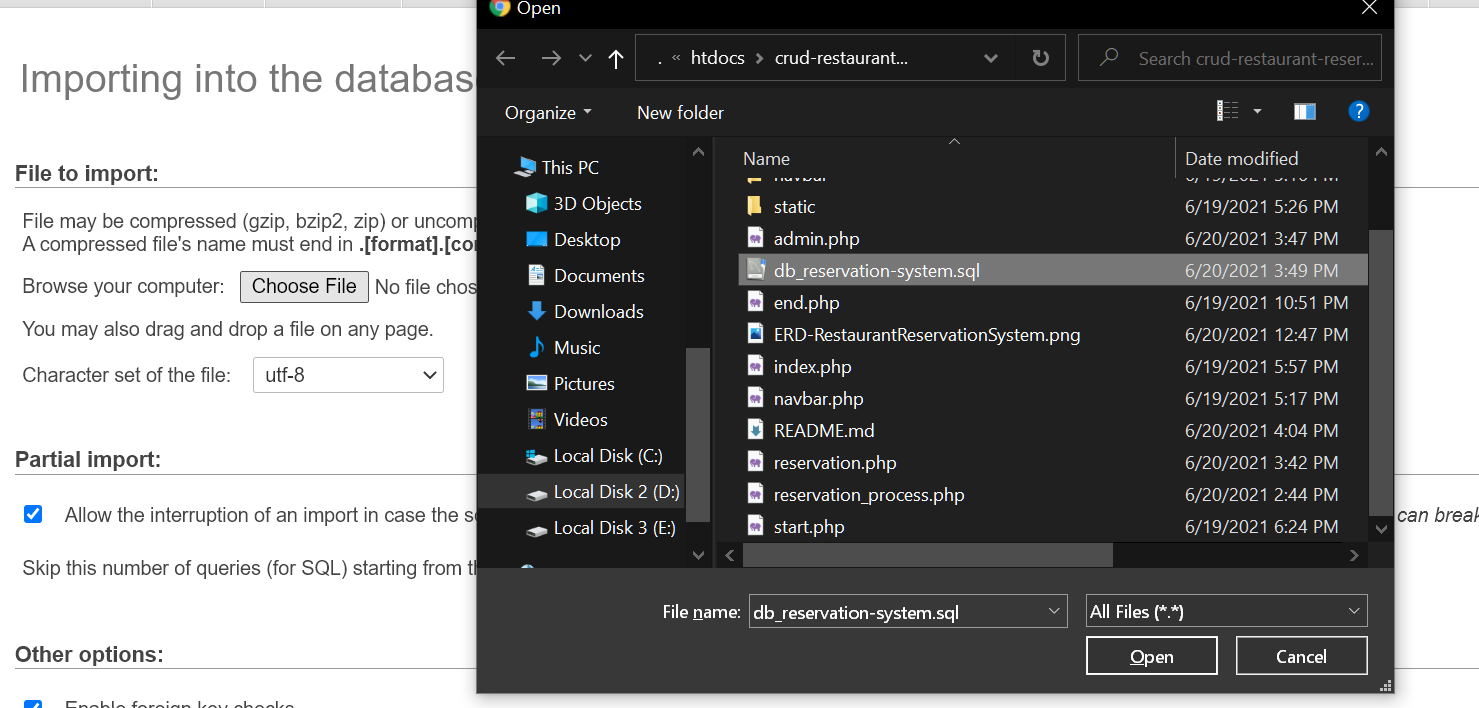 Open
. « htdocs > crud-restaurant...
Search crud-restaurant-reser...
Organize
New folder
?
This PC
3D Objects
Desktop
Documents
Downloads
Music
Pictures
Videos
Local Disk (C:)
Local Disk 2 (D:)
Local Disk 3 (E:)
Name Date modified
navbar 6/19/2021 5:16 PM
static 6/19/2021 5:26 PM
admin.php 6/20/2021 3:47 PM
db_reservation-system.sql 6/20/2021 3:49 PM
end.php 6/19/2021 10:51 PM
ERD-RestaurantReservationSystem.png 6/20/2021 12:47 PM
index.php 6/19/2021 5:57 PM
navbar.php 6/19/2021 5:17 PM
README.md 6/20/2021 4:04 PM
reservation.php 6/20/2021 3:42 PM
reservation_process.php 6/20/2021 2:44 PM
start.php 6/19/2021 6:24 PM
File name: db_reservation-system.sql
All Files (*.*)
Open
Cancel
Importing into the databas
File to import:
File may be compressed (gzip, bzip2, zip) or uncomp
A compressed file's name must end in .[format].[co
Browse your computer: Choose File No file chos
You may also drag and drop a file on any page.
Character set of the file: utf-8
Partial import:
Allow the interruption of an import in case the s
can break
Skip this number of queries (for SQL) starting from t
Other options:
Enable foreign key checks